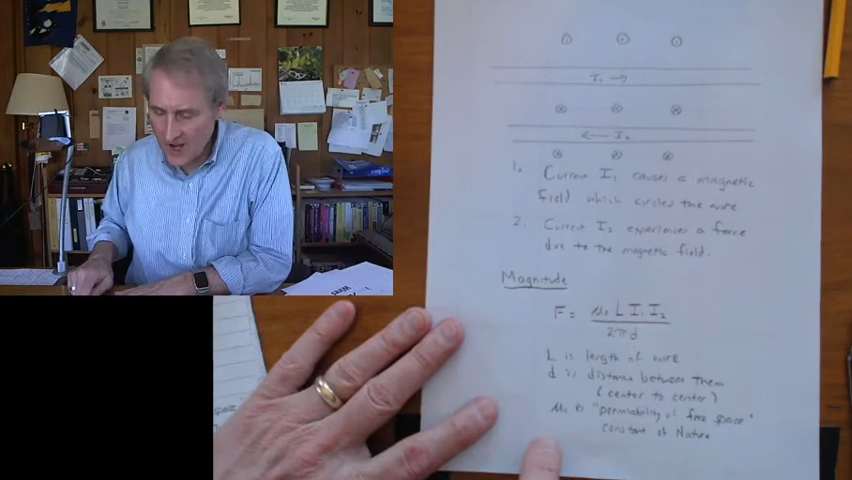 I₁ →
← I₂
1. Current I₁ causes a magnetic
field which circles the wire.
2. Current I₂ experiences a force
due to the magnetic field.
Magnitude
F = μ₀ L I₁ I₂
2πd
L is length of wire
d is distance between them
(center to center)
μ₀ is "permiability of free space"
constant of Nature